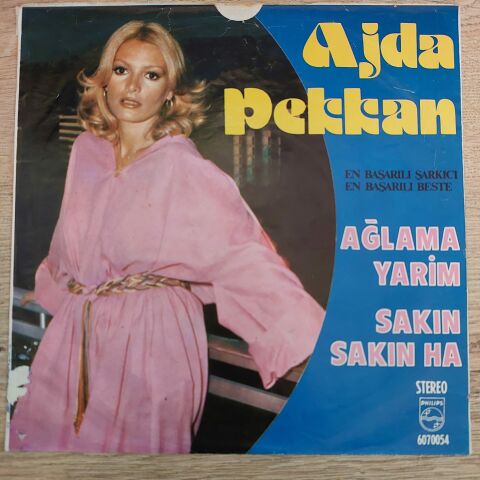 Ajda
Pekkan
EN BAŞARILI ŞARKICI
EN BAŞARILI BESTE
AĞLAMA
YARİM
SAKIN
SAKIN HA
STEREO
PHILIPS
6070054